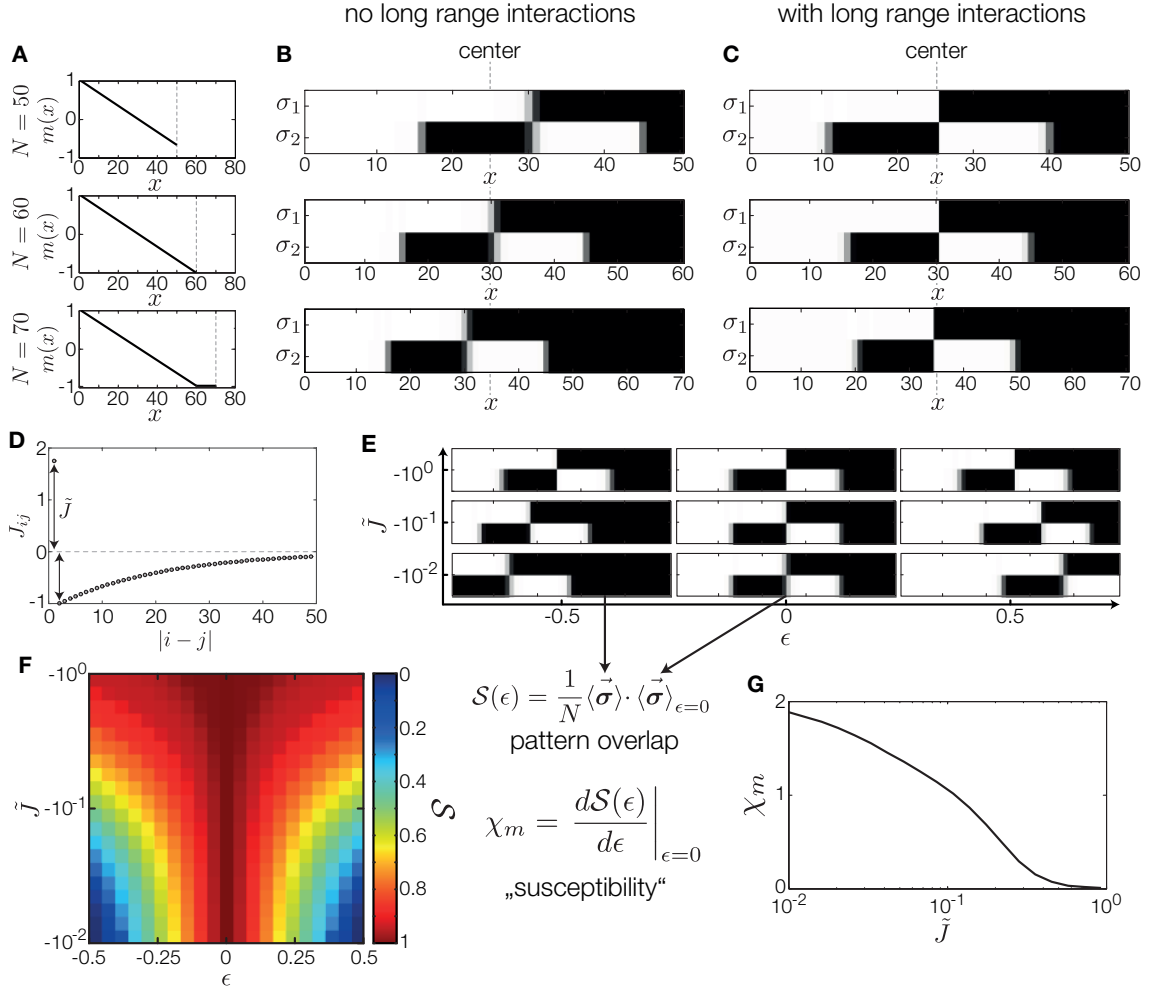 no long range interactions
with long range interactions
A
N = 50
m(x)
1
0
-1
0 20 40 60 80
x
N = 60
m(x)
1
0
-1
0 20 40 60 80
x
N = 70
m(x)
1
0
-1
0 20 40 60 80
x
B
center
σ1
σ2
0 10 20 30 40 50
x
σ1
σ2
0 10 20 30 40 50 60
x
σ1
σ2
0 10 20 30 40 50 60 70
x
C
center
σ1
σ2
0 10 20 30 40 50
x
σ1
σ2
0 10 20 30 40 50 60
x
σ1
σ2
0 10 20 30 40 50 60 70
x
D
J_ij
2
1
0
-1
J̃
0 10 20 30 40 50
|i − j|
E
J̃
-10^0
-10^-1
-10^-2
-0.5 0 0.5
ϵ
S(ϵ) = 1/N ⟨σ⃗⟩· ⟨σ⃗⟩_ϵ=0
pattern overlap
χ_m = dS(ϵ)/dϵ |_ϵ=0
„susceptibility“
F
J̃
-10^0
-10^-1
-10^-2
-0.5 -0.25 0 0.25 0.5
ϵ
0
0.2
0.4
0.6
0.8
1
S
G
χ_m
2
1
0
10^-2 10^-1 10^0
J̃